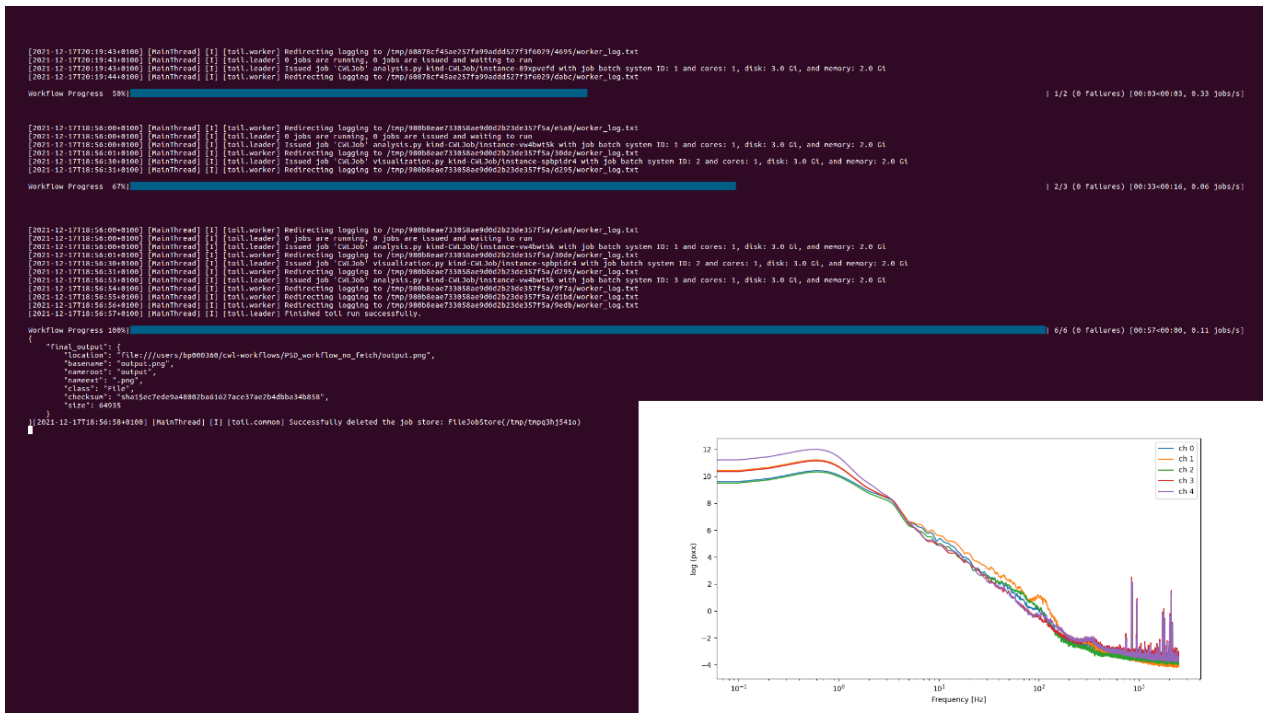 [2021-12-17T20:19:43+0100] [MainThread] [I] [toil.worker] Redirecting logging to /tmp/60878cf45ae257fa99addd527f3f6029/4695/worker_log.txt
[2021-12-17T20:19:43+0100] [MainThread] [I] [toil.leader] 0 jobs are running, 0 jobs are issued and waiting to run
[2021-12-17T20:19:43+0100] [MainThread] [I] [toil.leader] Issued job 'CWLJob' analysis.py kind-CWLJob/instance-89xpvefd with job batch system ID: 1 and cores: 1, disk: 3.0 Gi, and memory: 2.0 Gi
[2021-12-17T20:19:44+0100] [MainThread] [I] [toil.worker] Redirecting logging to /tmp/60878cf45ae257fa99addd527f3f6029/dabc/worker_log.txt
Workflow Progress 50%| | 1/2 (0 failures) [00:03<00:03, 0.33 jobs/s]
[2021-12-17T18:56:00+0100] [MainThread] [I] [toil.worker] Redirecting logging to /tmp/980b8eae733058ae9d0d2b23de357f5a/e5a8/worker_log.txt
[2021-12-17T18:56:00+0100] [MainThread] [I] [toil.leader] 0 jobs are running, 0 jobs are issued and waiting to run
[2021-12-17T18:56:00+0100] [MainThread] [I] [toil.leader] Issued job 'CWLJob' analysis.py kind-CWLJob/instance-vw4bwt5k with job batch system ID: 1 and cores: 1, disk: 3.0 Gi, and memory: 2.0 Gi
[2021-12-17T18:56:01+0100] [MainThread] [I] [toil.worker] Redirecting logging to /tmp/980b8eae733058ae9d0d2b23de357f5a/30de/worker_log.txt
[2021-12-17T18:56:30+0100] [MainThread] [I] [toil.leader] Issued job 'CWLJob' visualization.py kind-CWLJob/instance-spbpidr4 with job batch system ID: 2 and cores: 1, disk: 3.0 Gi, and memory: 2.0 Gi
[2021-12-17T18:56:31+0100] [MainThread] [I] [toil.worker] Redirecting logging to /tmp/980b8eae733058ae9d0d2b23de357f5a/d295/worker_log.txt
Workflow Progress 67%| | 2/3 (0 failures) [00:33<00:16, 0.06 jobs/s]
[2021-12-17T18:56:00+0100] [MainThread] [I] [toil.worker] Redirecting logging to /tmp/980b8eae733058ae9d0d2b23de357f5a/e5a8/worker_log.txt
[2021-12-17T18:56:00+0100] [MainThread] [I] [toil.leader] 0 jobs are running, 0 jobs are issued and waiting to run
[2021-12-17T18:56:00+0100] [MainThread] [I] [toil.leader] Issued job 'CWLJob' analysis.py kind-CWLJob/instance-vw4bwt5k with job batch system ID: 1 and cores: 1, disk: 3.0 Gi, and memory: 2.0 Gi
[2021-12-17T18:56:01+0100] [MainThread] [I] [toil.worker] Redirecting logging to /tmp/980b8eae733058ae9d0d2b23de357f5a/30de/worker_log.txt
[2021-12-17T18:56:30+0100] [MainThread] [I] [toil.leader] Issued job 'CWLJob' visualization.py kind-CWLJob/instance-spbpidr4 with job batch system ID: 2 and cores: 1, disk: 3.0 Gi, and memory: 2.0 Gi
[2021-12-17T18:56:31+0100] [MainThread] [I] [toil.worker] Redirecting logging to /tmp/980b8eae733058ae9d0d2b23de357f5a/d295/worker_log.txt
[2021-12-17T18:56:53+0100] [MainThread] [I] [toil.leader] Issued job 'CWLJob' analysis.py kind-CWLJob/instance-vw4bwt5k with job batch system ID: 3 and cores: 1, disk: 3.0 Gi, and memory: 2.0 Gi
[2021-12-17T18:56:54+0100] [MainThread] [I] [toil.worker] Redirecting logging to /tmp/980b8eae733058ae9d0d2b23de357f5a/9f7a/worker_log.txt
[2021-12-17T18:56:55+0100] [MainThread] [I] [toil.worker] Redirecting logging to /tmp/980b8eae733058ae9d0d2b23de357f5a/d1bd/worker_log.txt
[2021-12-17T18:56:56+0100] [MainThread] [I] [toil.worker] Redirecting logging to /tmp/980b8eae733058ae9d0d2b23de357f5a/9edb/worker_log.txt
[2021-12-17T18:56:57+0100] [MainThread] [I] [toil.leader] Finished toil run successfully.
Workflow Progress 100%| | 6/6 (0 failures) [00:57<00:00, 0.11 jobs/s]
{
"final_output": {
"location": "file:///users/bp000360/cwl-workflows/PSD_workflow_no_fetch/output.png",
"basename": "output.png",
"nameroot": "output",
"nameext": ".png",
"class": "File",
"checksum": "sha1$ec7ede9a48002ba61627ace37ae2b4dbba34b858",
"size": 64935
}
}[2021-12-17T18:56:58+0100] [MainThread] [I] [toil.common] Successfully deleted the job store: FileJobStore(/tmp/tmpq3hj541o)
ch 0
ch 1
ch 2
ch 3
ch 4
12
10
8
6
4
2
0
−2
−4
log (pxx)
10⁻¹ 10⁰ 10¹ 10² 10³
Frequency [Hz]